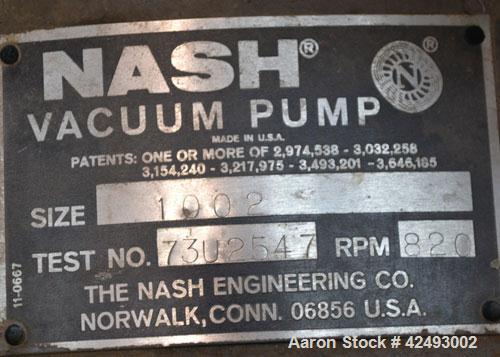 NASH® ®
N
VACUUM PUMP
MADE IN U.S.A.
PATENTS: ONE OR MORE OF 2,974,538 - 3,032,258
3,154,240 - 3,217,975 - 3,493,201 - 3,646,185
SIZE 1002
TEST NO. 73U2547 RPM 820
THE NASH ENGINEERING CO.
NORWALK, CONN. 06856 U.S.A.
11-0667
Aaron Stock # 42493002